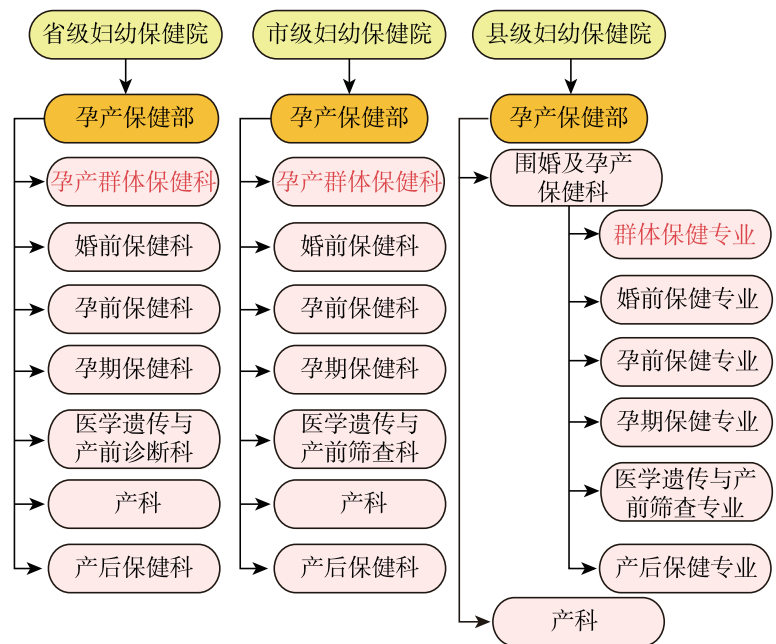 省级妇幼保健院
孕产保健部
孕产群体保健科
婚前保健科
孕前保健科
孕期保健科
医学遗传与
产前诊断科
产科
产后保健科
市级妇幼保健院
孕产保健部
孕产群体保健科
婚前保健科
孕前保健科
孕期保健科
医学遗传与
产前筛查科
产科
产后保健科
县级妇幼保健院
孕产保健部
围婚及孕产
保健科
群体保健专业
婚前保健专业
孕前保健专业
孕期保健专业
医学遗传与产
前筛查专业
产后保健专业
产科